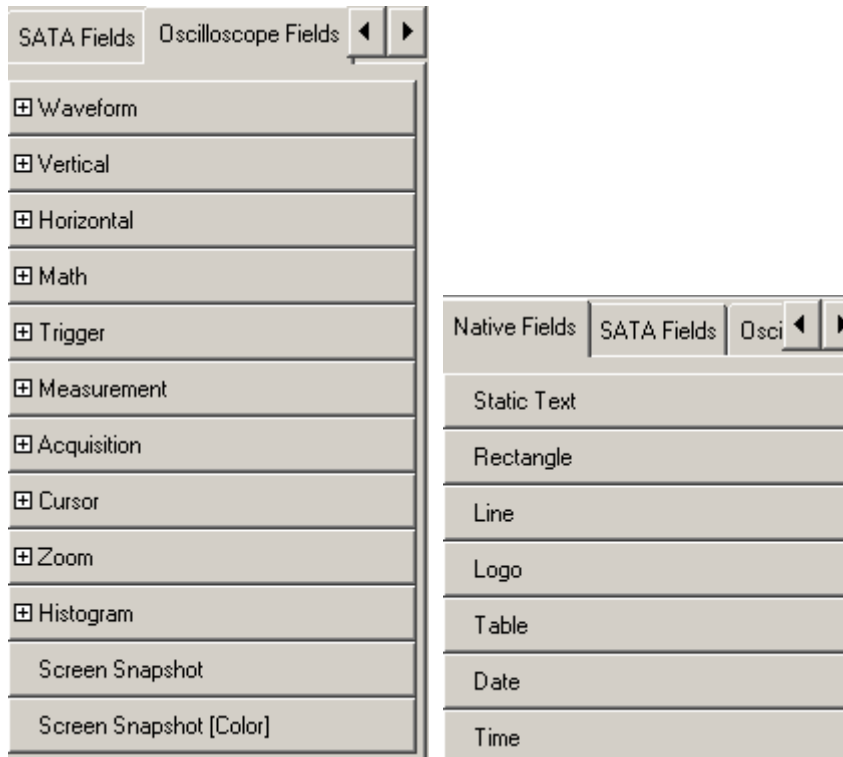 SATA Fields Oscilloscope Fields
Waveform
Vertical
Horizontal
Math
Trigger
Measurement
Acquisition
Cursor
Zoom
Histogram
Screen Snapshot
Screen Snapshot [Color]
Native Fields SATA Fields Osci
Static Text
Rectangle
Line
Logo
Table
Date
Time